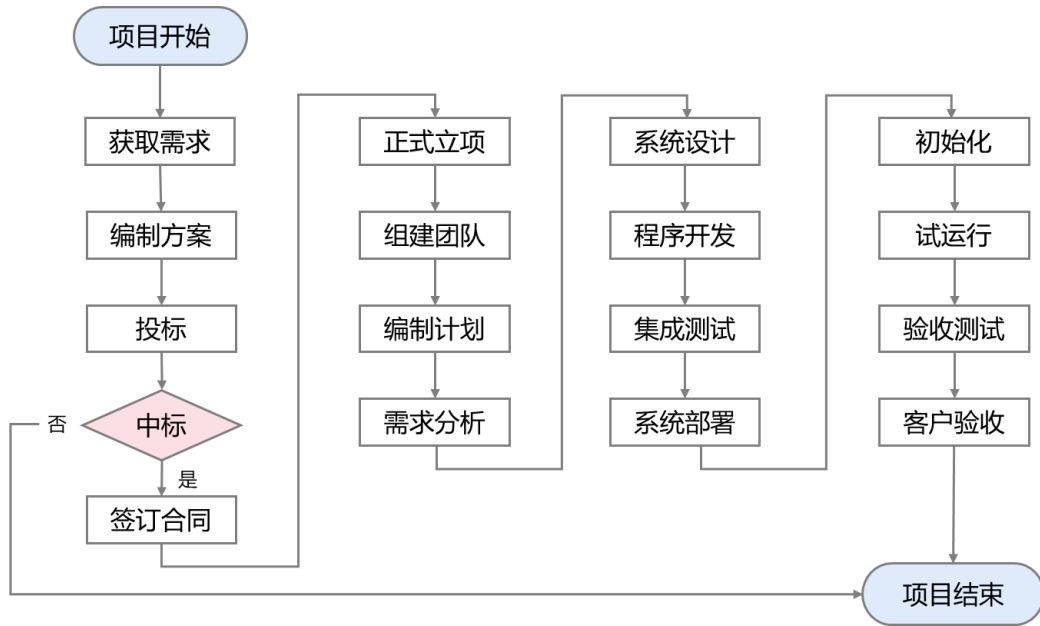 项目开始
获取需求
编制方案
投标
中标
否
是
签订合同
正式立项
组建团队
编制计划
需求分析
系统设计
程序开发
集成测试
系统部署
初始化
试运行
验收测试
客户验收
项目结束